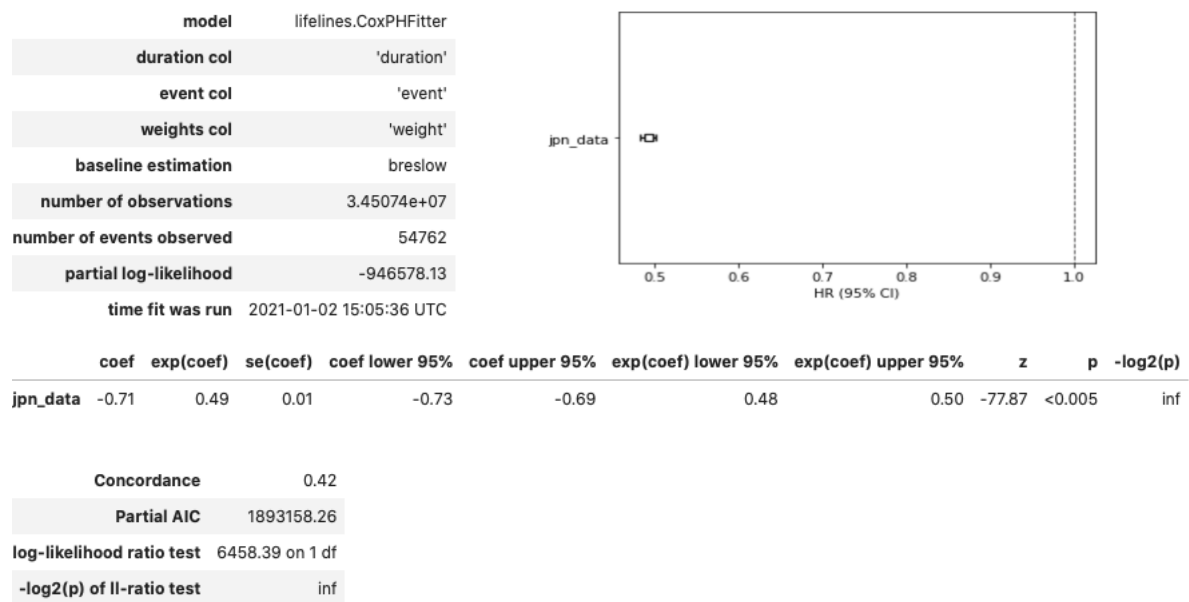 model lifelines.CoxPHFitter
duration col 'duration'
event col 'event'
weights col 'weight'
baseline estimation breslow
number of observations 3.45074e+07
number of events observed 54762
partial log-likelihood -946578.13
time fit was run 2021-01-02 15:05:36 UTC
jpn_data
0.5 0.6 0.7 0.8 0.9 1.0
HR (95% CI)
coef exp(coef) se(coef) coef lower 95% coef upper 95% exp(coef) lower 95% exp(coef) upper 95% z p -log2(p)
jpn_data -0.71 0.49 0.01 -0.73 -0.69 0.48 0.50 -77.87 <0.005 inf
Concordance 0.42
Partial AIC 1893158.26
log-likelihood ratio test 6458.39 on 1 df
-log2(p) of ll-ratio test inf